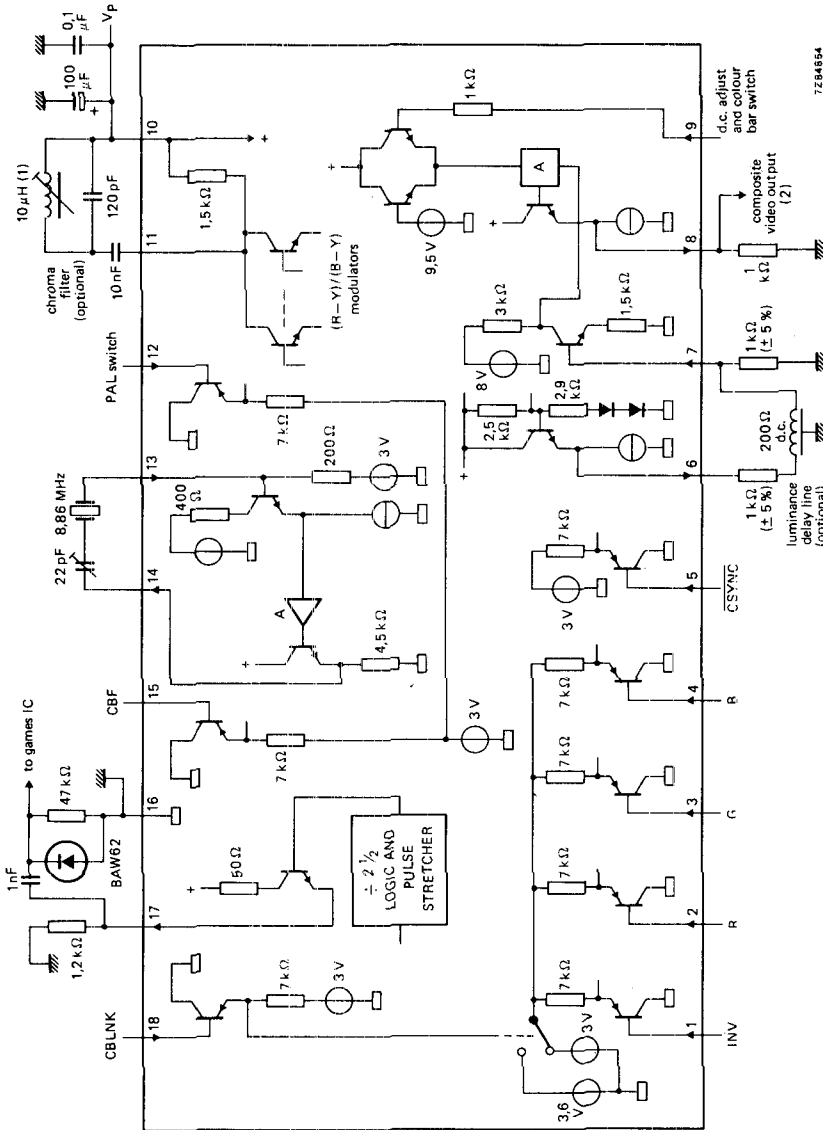 CBLNK
18
7 kΩ
3 V
1,2 kΩ
17
1 nF
BAW62
47 kΩ
to games IC
16
50 Ω
+
÷ 2 ½
LOGIC AND
PULSE
STRETCHER
CBF
15
7 kΩ
3 V
22 pF
8,86 MHz
14
13
A
+
4,5 kΩ
400
Ω
200 Ω
3 V
PAL switch
12
7 kΩ
chroma
filter
(optional)
10 μH (1)
120 pF
10 nF
11
10
1,5 kΩ
+
(R−Y)/(B−Y)
modulators
100
μF
+
0,1
μF
VP
3,6
V
3 V
7 kΩ
1
INV
7 kΩ
2
R
7 kΩ
3
G
7 kΩ
4
B
3 V
7 kΩ
5
CSYNC
+
2,5
kΩ
2,9
kΩ
6
1 kΩ
(± 5 %)
luminance
delay line
(optional)
200 Ω
d.c.
8 V
3 kΩ
1,5 kΩ
7
1 kΩ
(± 5 %)
9,5 V
+
+
A
8
1
kΩ
composite
video output
(2)
1 kΩ
9
d.c. adjust
and colour
bar switch
7Z84654